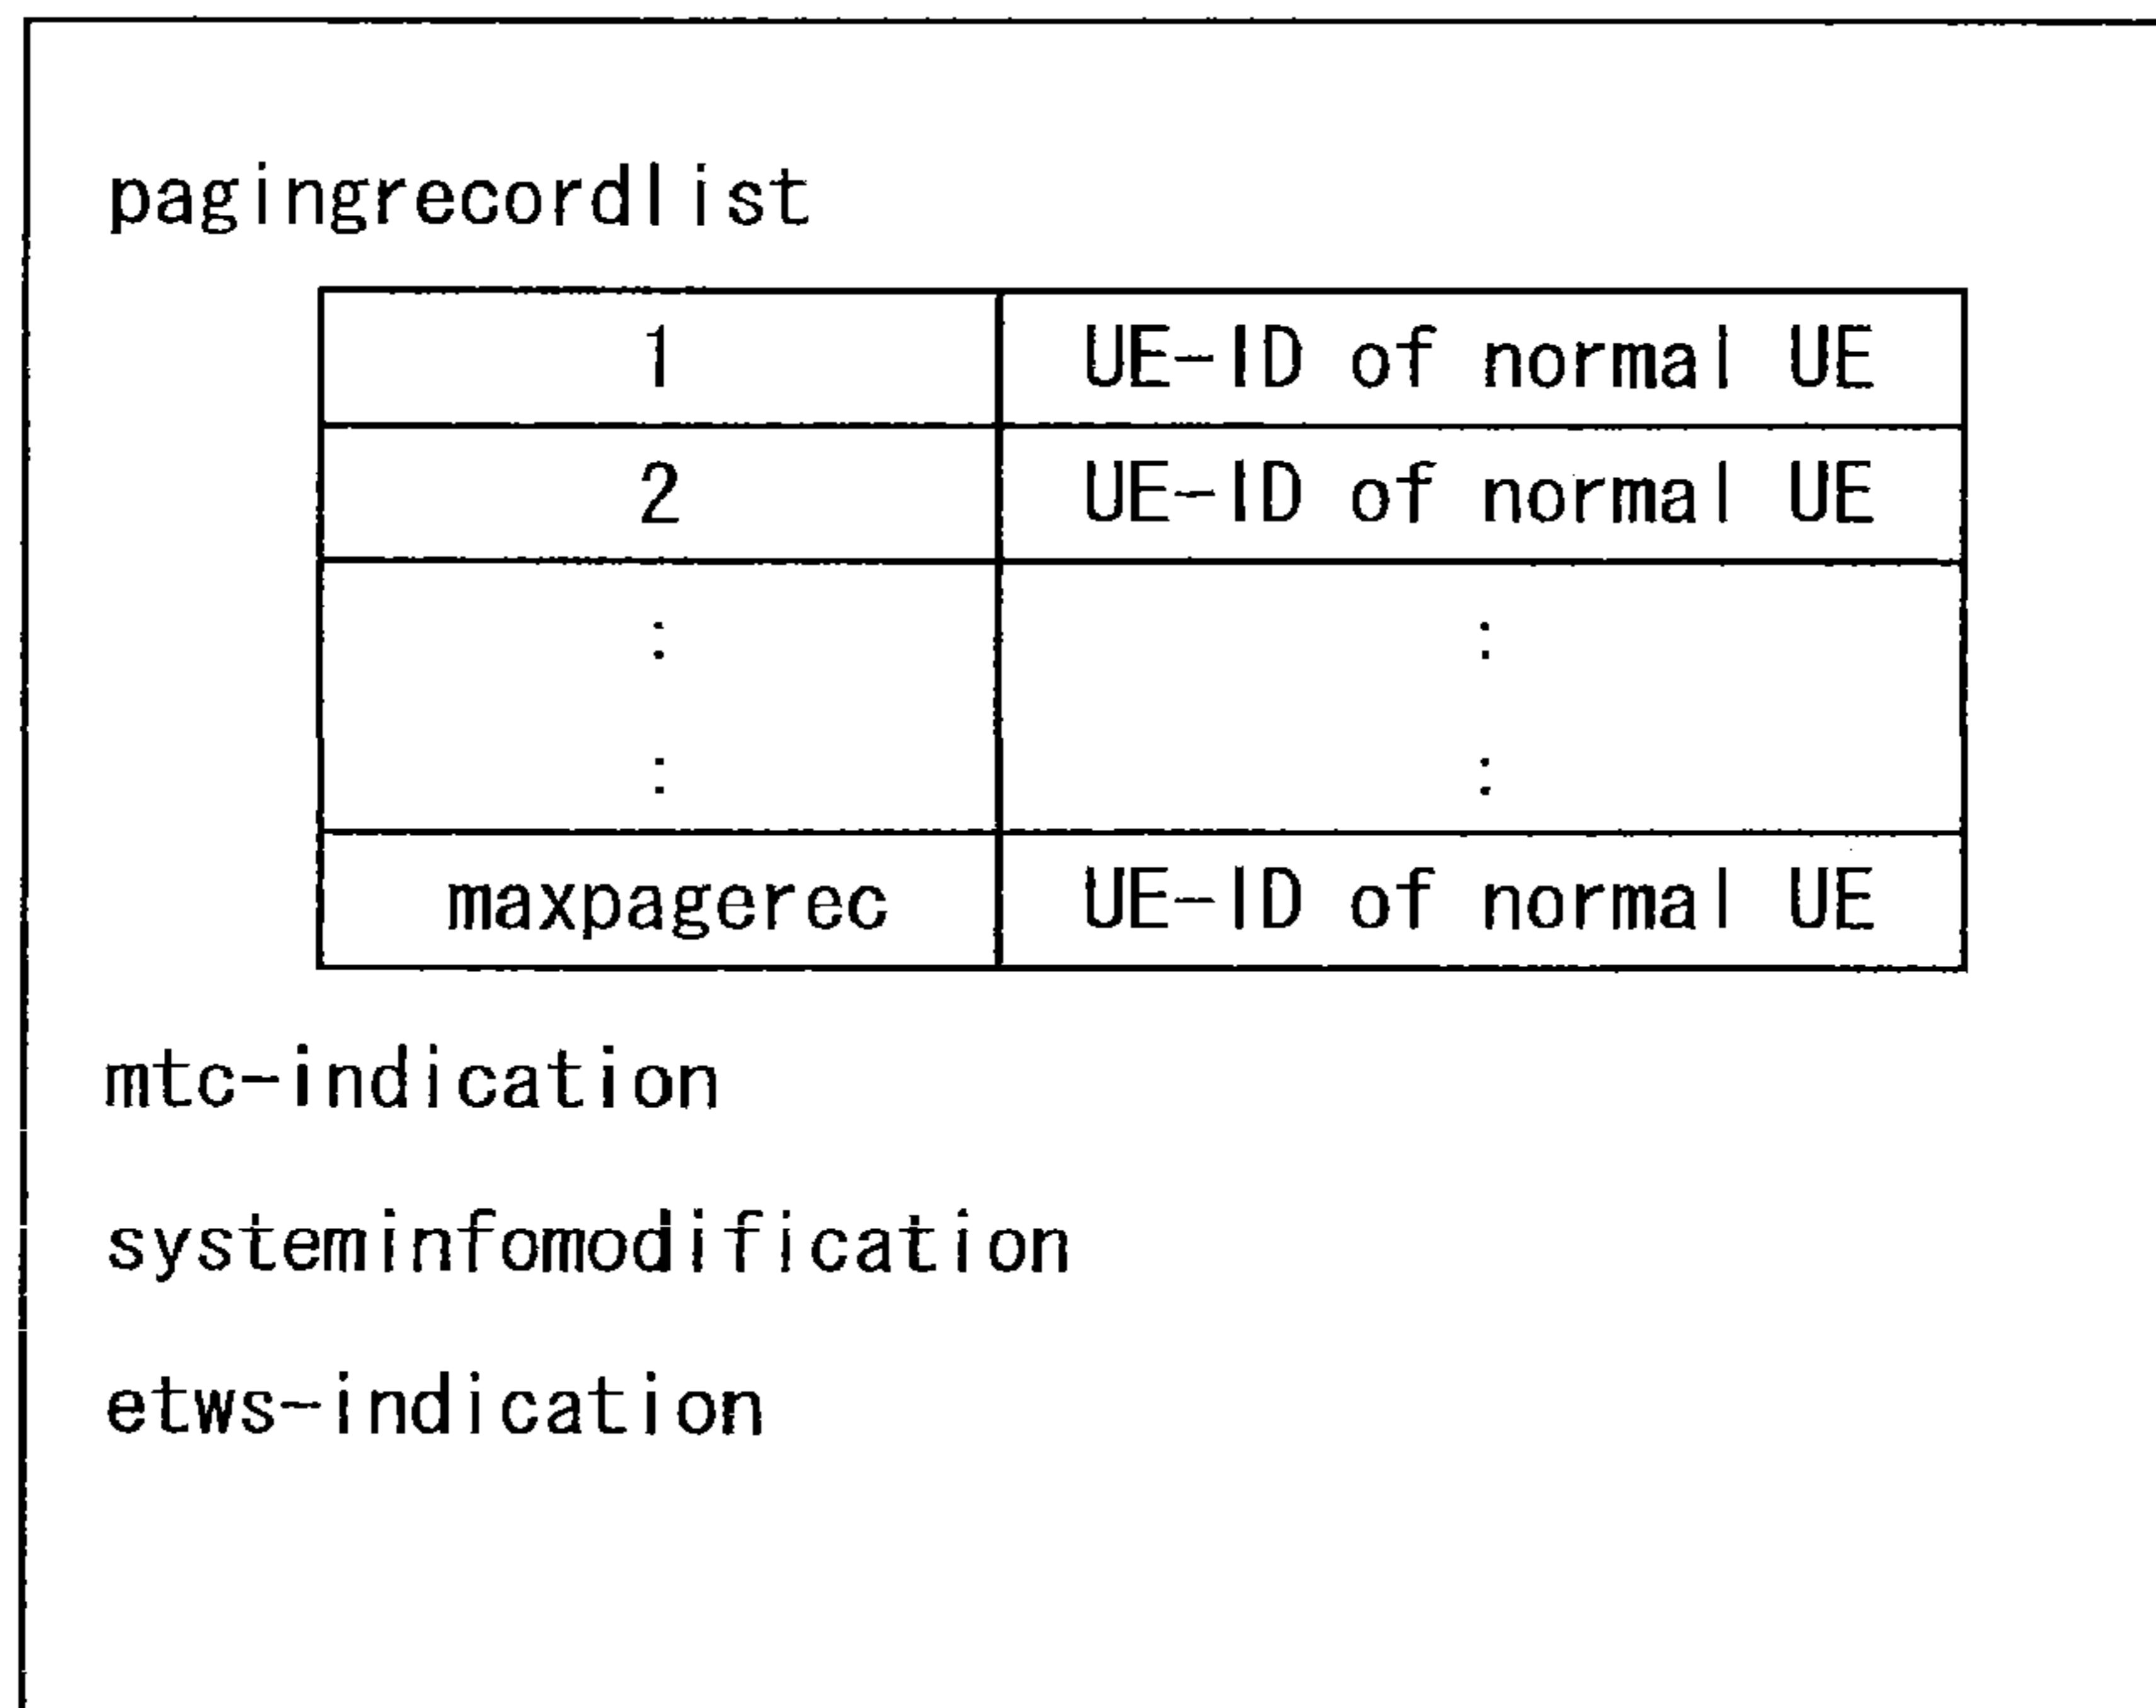 pagingrecordlist
1 UE-ID of normal UE
2 UE-ID of normal UE
: :
: :
maxpagerec UE-ID of normal UE
mtc-indication
systeminfomodification
etws-indication